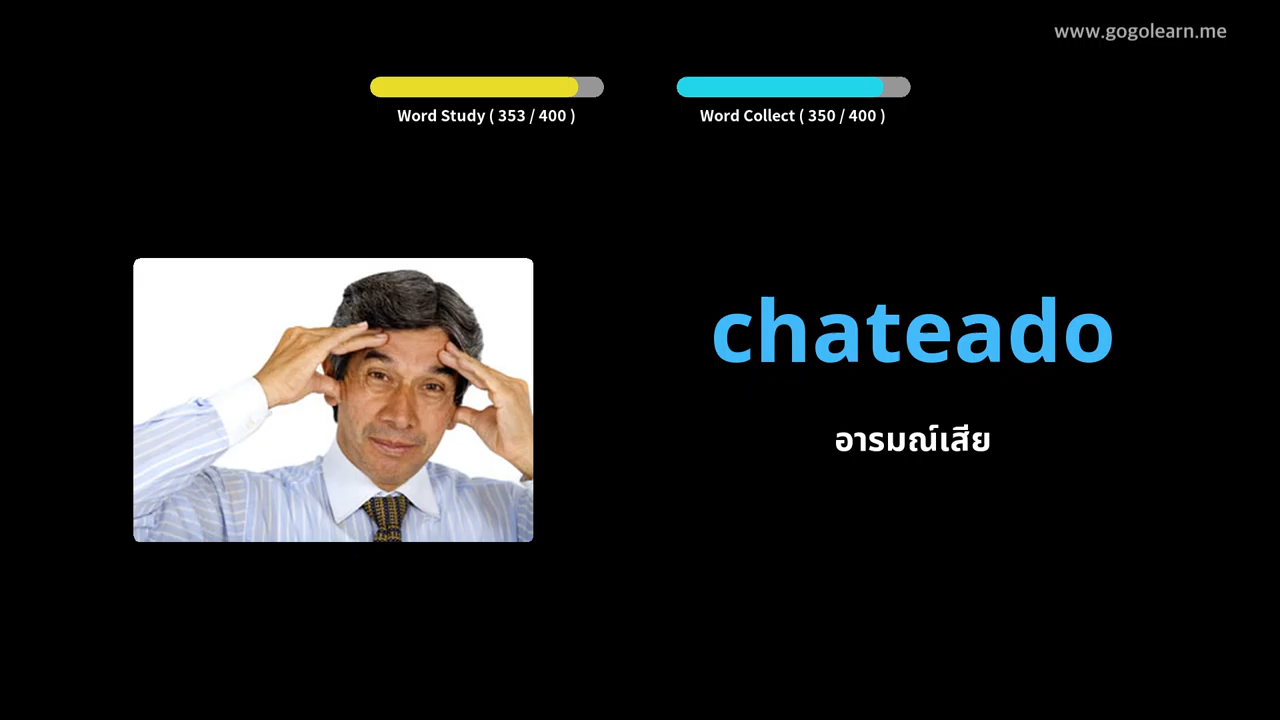 www.gogolearn.me
Word Study ( 353 / 400 )
Word Collect ( 350 / 400 )
chateado
อารมณ์เสีย